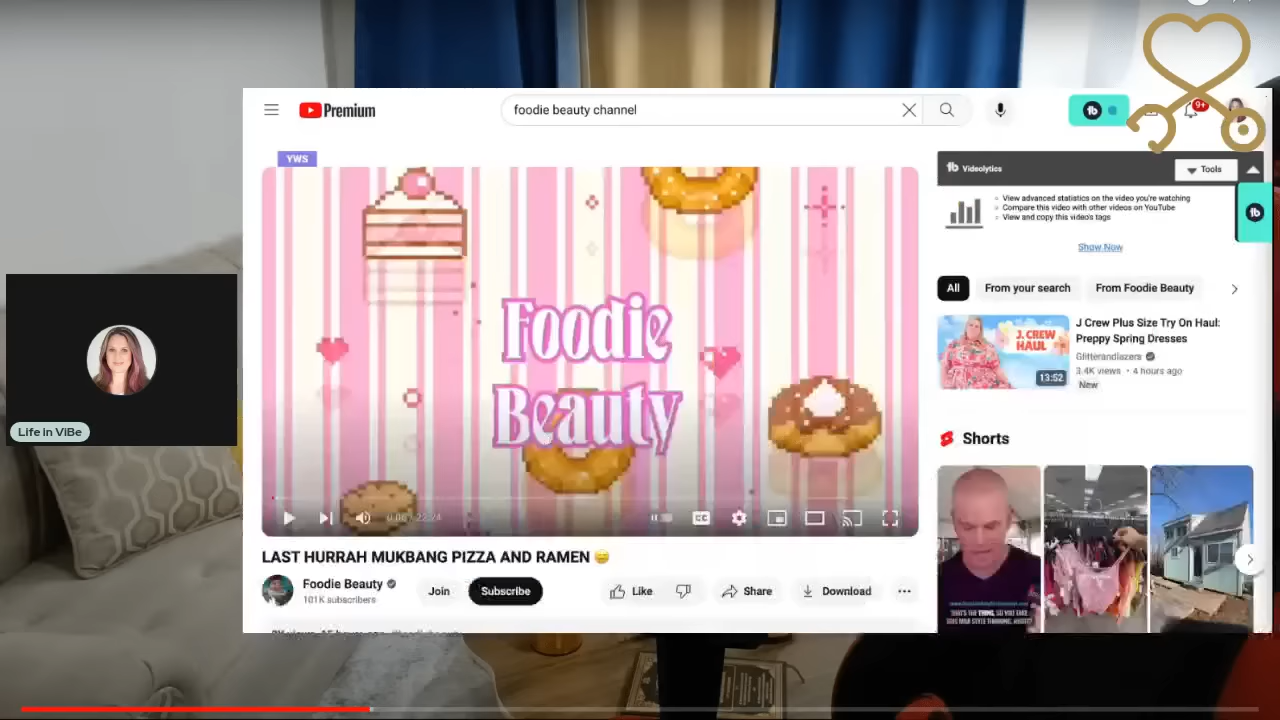 Premium
foodie beauty channel
9+
YWS
Foodie
Beauty
22:24
LAST HURRAH MUKBANG PIZZA AND RAMEN
Foodie Beauty
101K subscribers
Join
Subscribe
Like
Share
Download
Videolytics
Tools
View advanced statistics on the video you're watching
Compare this video with other videos on YouTube
View and copy this video's tags
Show Now
All
From your search
From Foodie Beauty
J.CREW
HAUL
13:52
J Crew Plus Size Try On Haul:
Preppy Spring Dresses
Glitterandlazers
3.4K views • 4 hours ago
New
Shorts
Life in ViBe